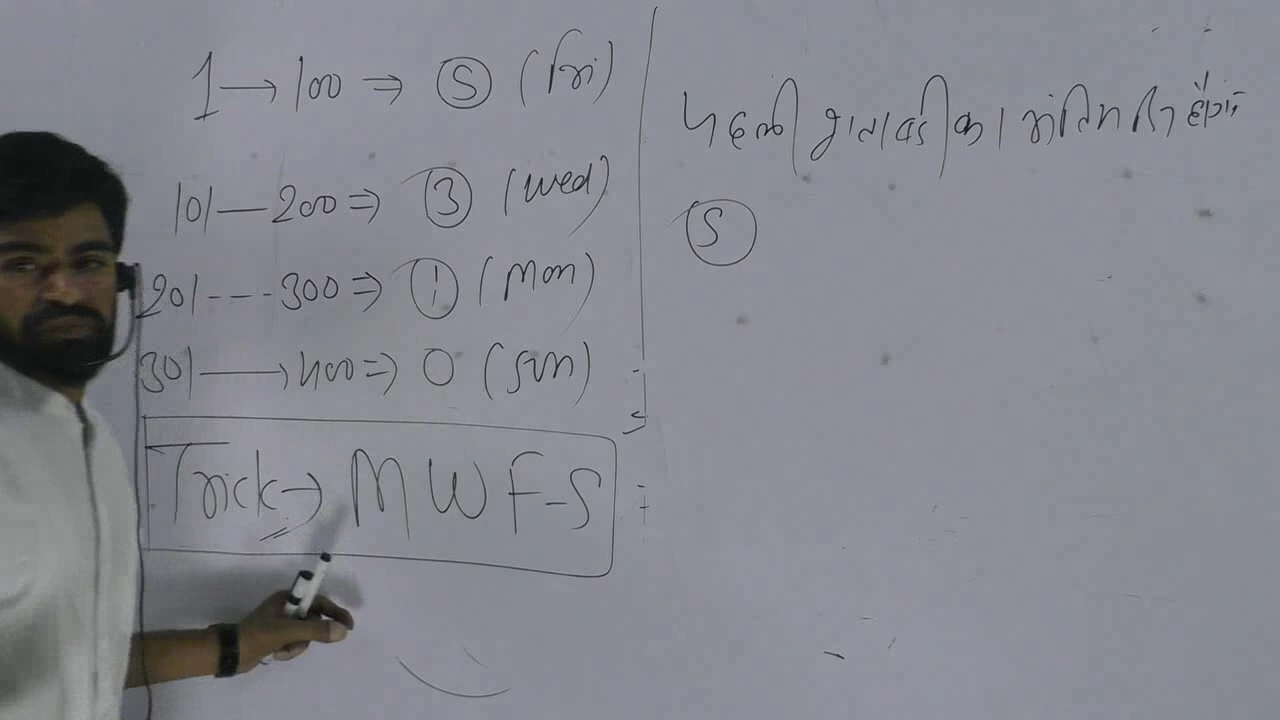 1 → 100 ⇒ 5 (Fri)
101 — 200 ⇒ 3 (Wed)
201 ---- 300 ⇒ 1 (Mon)
301 → 400 ⇒ 0 (Sun)
Trick → M W F-S
पहली शताब्दी का अंतिम दिन होगा
5